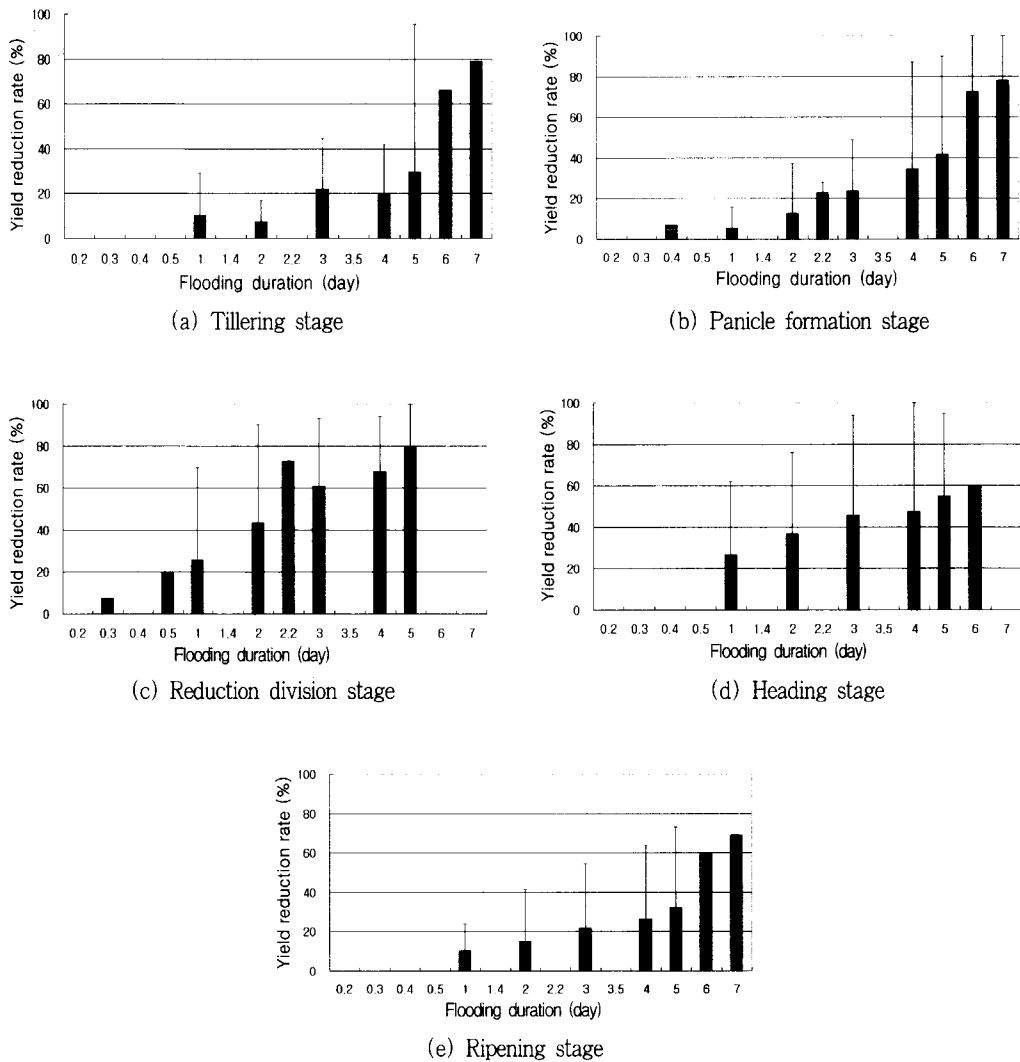 Yield reduction rate (%)
100
80
60
40
20
0
0.2 0.3 0.4 0.5 1 1.4 2 2.2 3 3.5 4 5 6 7
Flooding duration (day)
(a) Tillering stage
Yield reduction rate (%)
100
80
60
40
20
0
0.2 0.3 0.4 0.5 1 1.4 2 2.2 3 3.5 4 5 6 7
Flooding duration (day)
(b) Panicle formation stage
Yield reduction rate (%)
100
80
60
40
20
0
0.2 0.3 0.4 0.5 1 1.4 2 2.2 3 3.5 4 5 6 7
Flooding duration (day)
(c) Reduction division stage
Yield reduction rate (%)
100
80
60
40
20
0
0.2 0.3 0.4 0.5 1 1.4 2 2.2 3 3.5 4 5 6 7
Flooding duration (day)
(d) Heading stage
Yield reduction rate (%)
100
80
60
40
20
0
0.2 0.3 0.4 0.5 1 1.4 2 2.2 3 3.5 4 5 6 7
Flooding duration (day)
(e) Ripening stage